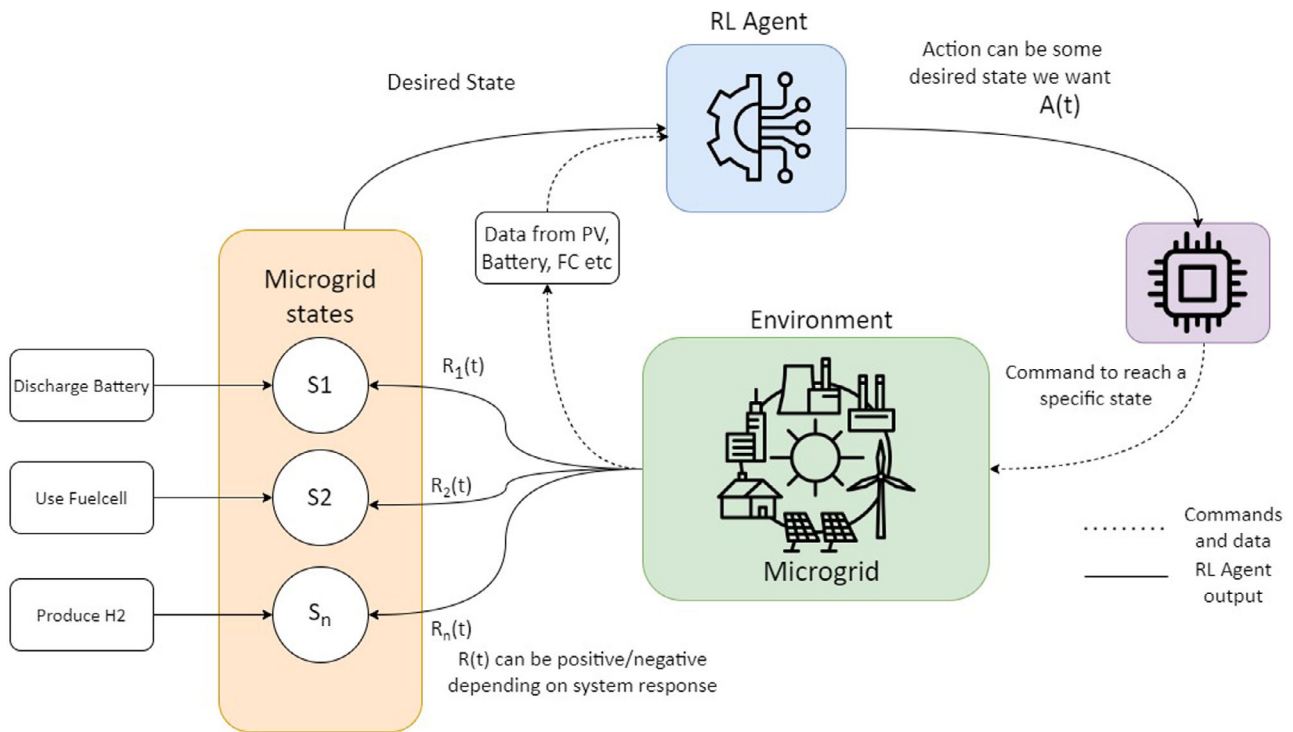 RL Agent
Desired State
Action can be some
desired state we want
A(t)
Data from PV,
Battery, FC etc
Microgrid
states
Environment
Discharge Battery
S1
R1(t)
Command to reach a
specific state
Use Fuelcell
S2
R2(t)
Microgrid
Commands
and data
RL Agent
output
Produce H2
Sn
Rn(t)
R(t) can be positive/negative
depending on system response